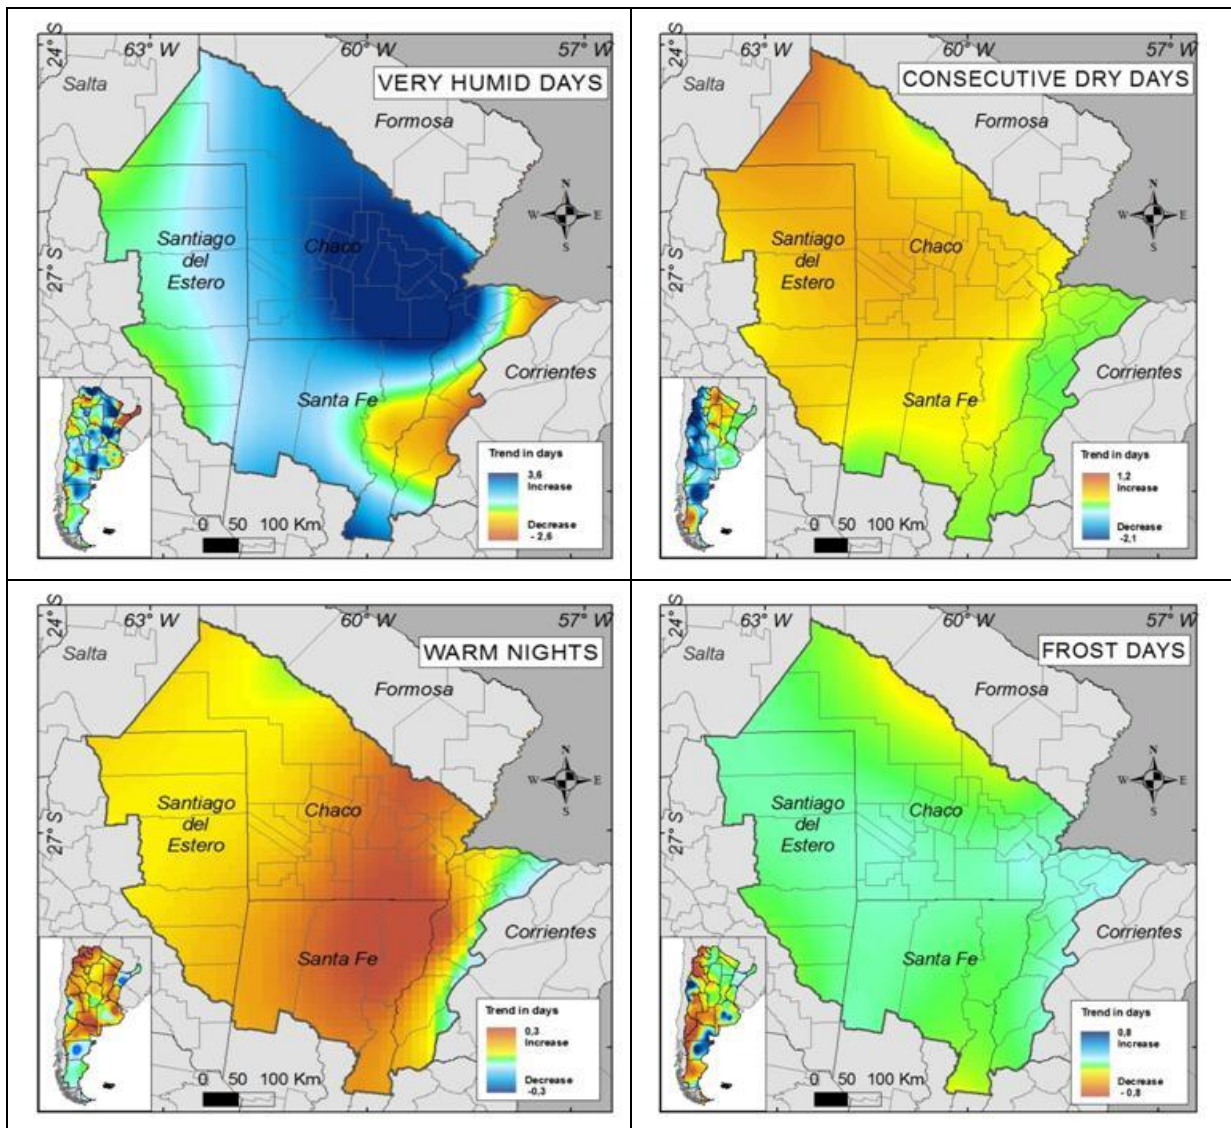 24° S
63° W
60° W
57° W
Salta
VERY HUMID DAYS
Formosa
N
W
E
S
Santiago
del
Estero
Chaco
27° S
Corrientes
Santa Fe
Trend in days
3,6
Increase
Decrease
- 2,6
0 50 100 Km
24° S
63° W
60° W
57° W
Salta
CONSECUTIVE DRY DAYS
Formosa
N
W
E
S
Santiago
del
Estero
Chaco
27° S
Corrientes
Santa Fe
Trend in days
1,2
Increase
Decrease
-2,1
0 50 100 Km
24° S
63° W
60° W
57° W
Salta
WARM NIGHTS
Formosa
N
W
E
S
Santiago
del
Estero
Chaco
27° S
Corrientes
Santa Fe
Trend in days
0,3
Increase
Decrease
-0,3
0 50 100 Km
24° S
63° W
60° W
57° W
Salta
FROST DAYS
Formosa
N
W
E
S
Santiago
del
Estero
Chaco
27° S
Corrientes
Santa Fe
Trend in days
0,8
Increase
Decrease
- 0,8
0 50 100 Km